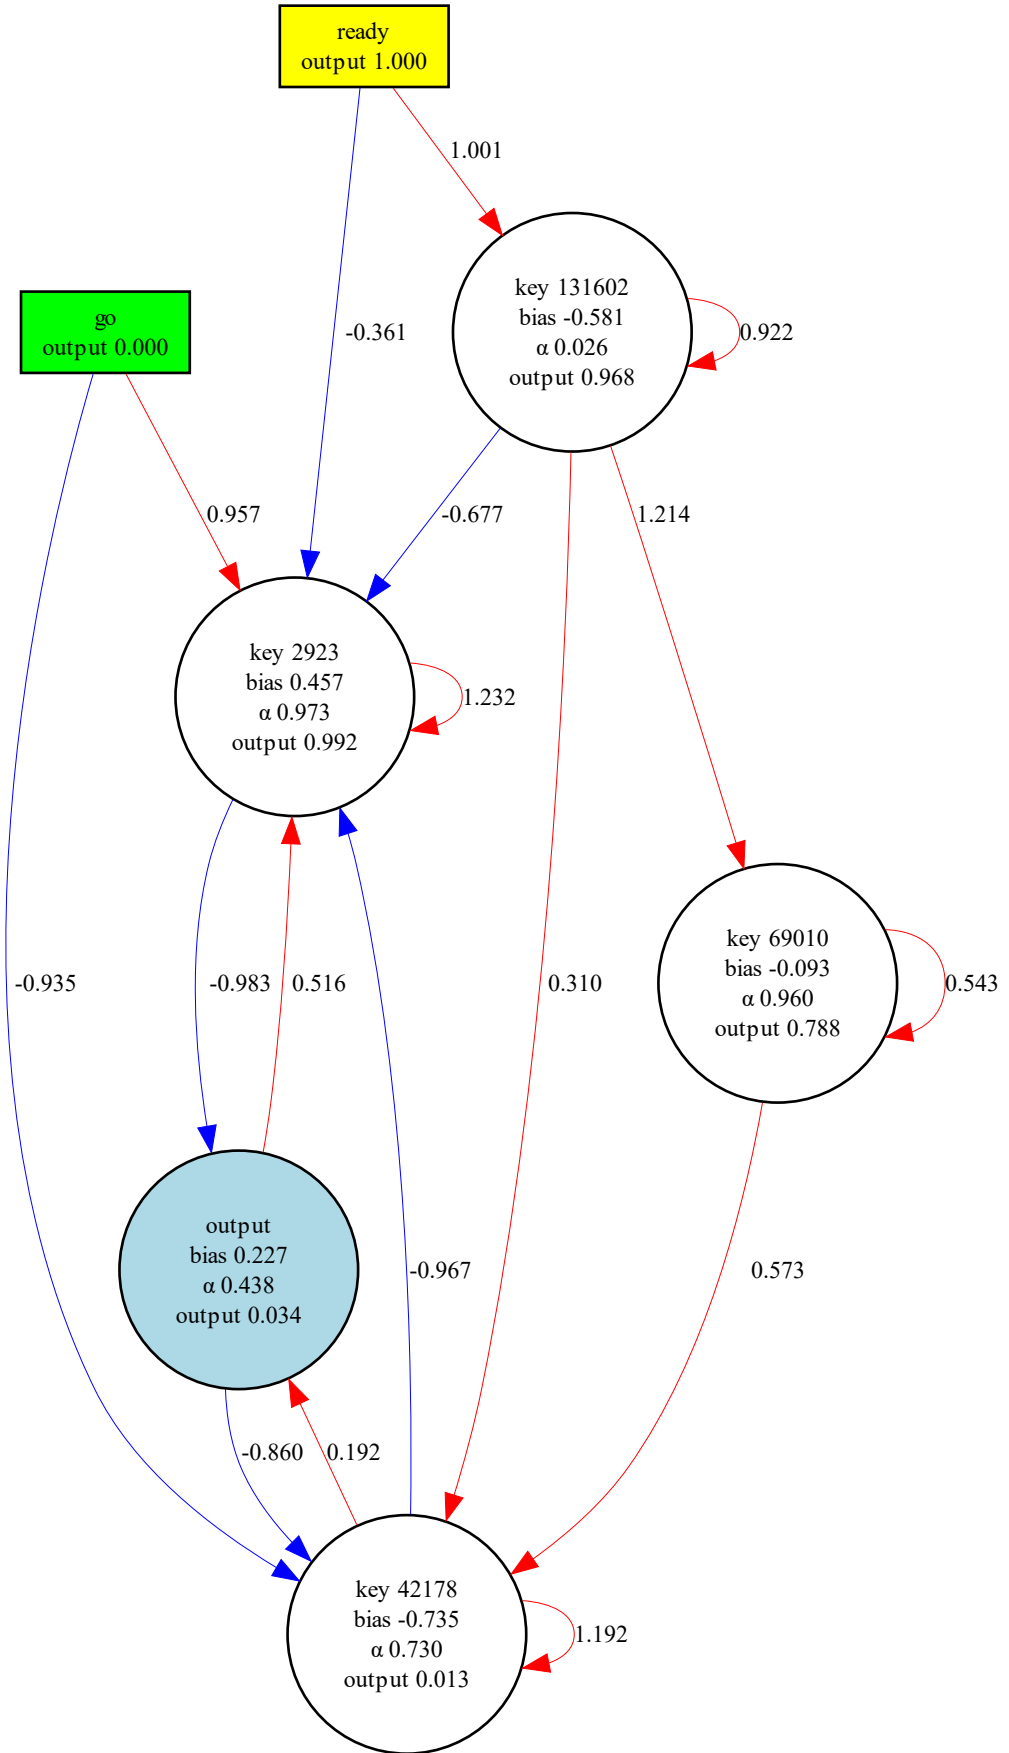 ready
output 1.000
1.001
key 131602
bias -0.581
α 0.026
output 0.968
0.922
go
output 0.000
-0.361
0.957
-0.677
1.214
key 2923
bias 0.457
α 0.973
output 0.992
1.232
-0.935
-0.983
0.516
0.310
key 69010
bias -0.093
α 0.960
output 0.788
0.543
output
bias 0.227
α 0.438
output 0.034
-0.967
0.573
-0.860
0.192
key 42178
bias -0.735
α 0.730
output 0.013
1.192